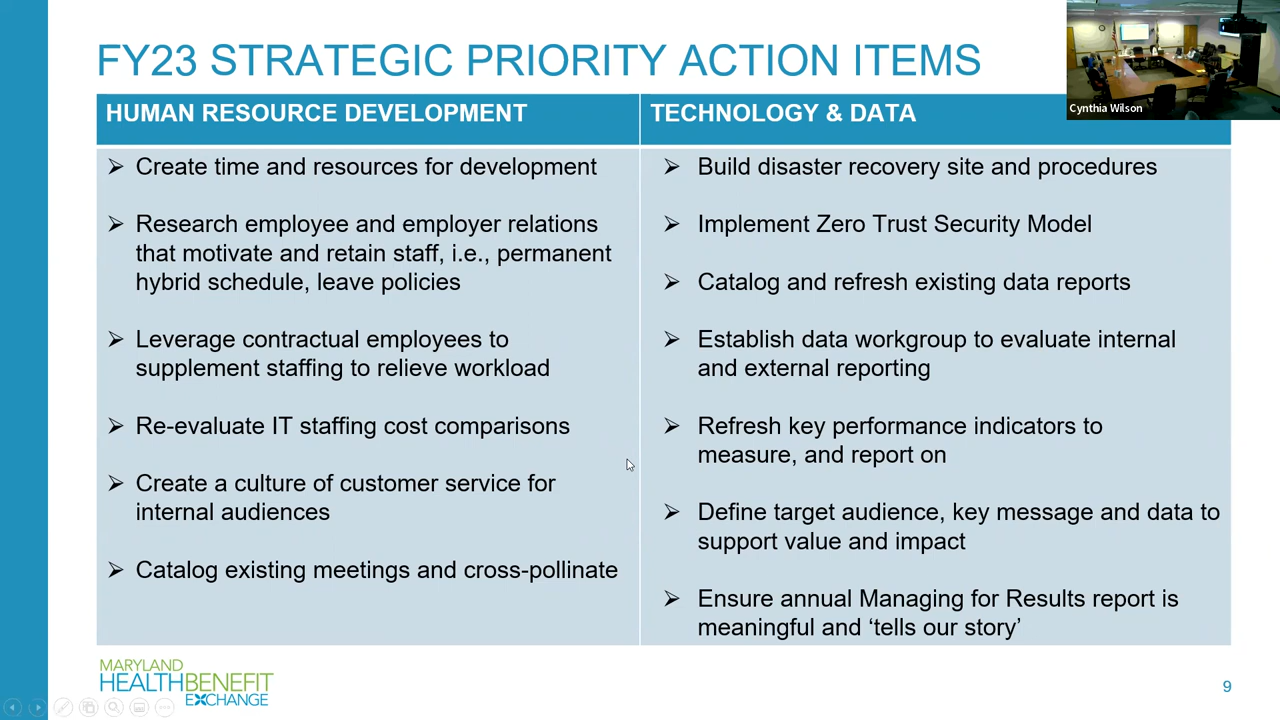 FY23 STRATEGIC PRIORITY ACTION ITEMS
Cynthia Wilson
HUMAN RESOURCE DEVELOPMENT
➢ Create time and resources for development
➢ Research employee and employer relations
that motivate and retain staff, i.e., permanent
hybrid schedule, leave policies
➢ Leverage contractual employees to
supplement staffing to relieve workload
➢ Re-evaluate IT staffing cost comparisons
➢ Create a culture of customer service for
internal audiences
➢ Catalog existing meetings and cross-pollinate
TECHNOLOGY & DATA
➢ Build disaster recovery site and procedures
➢ Implement Zero Trust Security Model
➢ Catalog and refresh existing data reports
➢ Establish data workgroup to evaluate internal
and external reporting
➢ Refresh key performance indicators to
measure, and report on
➢ Define target audience, key message and data to
support value and impact
➢ Ensure annual Managing for Results report is
meaningful and ‘tells our story’
MARYLAND
HEALTHBENEFIT
EXCHANGE
9